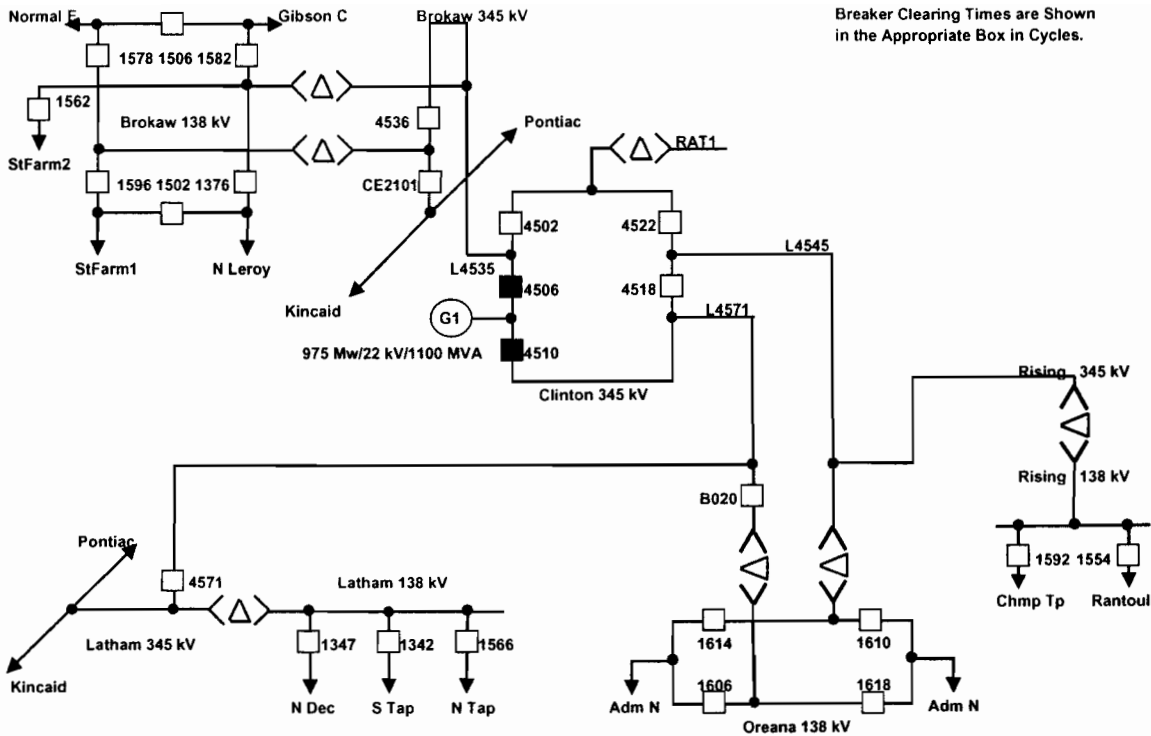 Normal E
Gibson C
Brokaw 345 kV
Breaker Clearing Times are Shown
in the Appropriate Box in Cycles.
1578 1506 1582
1562
Brokaw 138 kV
4536
Pontiac
StFarm2
RAT1
1596 1502 1376
CE2101
4502
4522
StFarm1
N Leroy
L4535
L4545
4506
4518
Kincaid
G1
L4571
975 Mw/22 kV/1100 MVA
4510
Clinton 345 kV
Rising 345 kV
Rising 138 kV
B020
Pontiac
4571
Latham 138 kV
1592 1554
Chmp Tp
Rantoul
Latham 345 kV
1347
1342
1566
1614
1610
Kincaid
1606
1618
N Dec
S Tap
N Tap
Adm N
Adm N
Oreana 138 kV